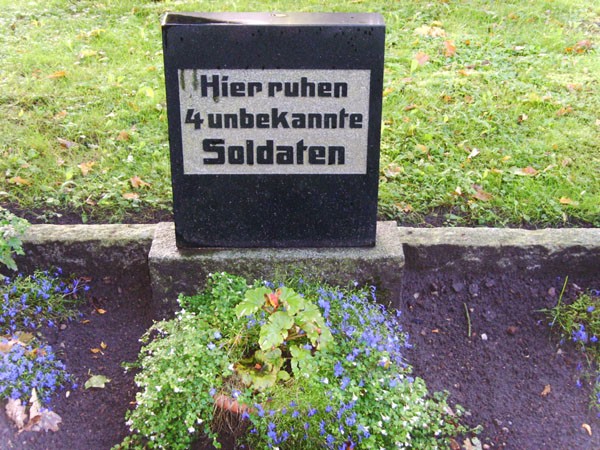 Hier ruhen
4 unbekannte
Soldaten